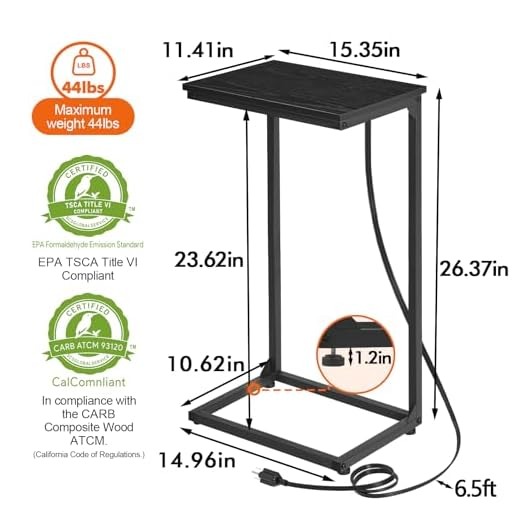 LBS
44lbs
Maximum
weight 44lbs
CERTIFIED
TSCA TITLE VI
COMPLIANT
EPA Formaldehyde Emission Standard
EPA TSCA Title VI
Compliant
CERTIFIED
CARB ATCM 93120
CalComnliant
In compliance with
the CARB
Composite Wood
ATCM.
(California Code of Regulations.)
11.41in
15.35in
23.62in
26.37in
1.2in
10.62in
14.96in
6.5ft